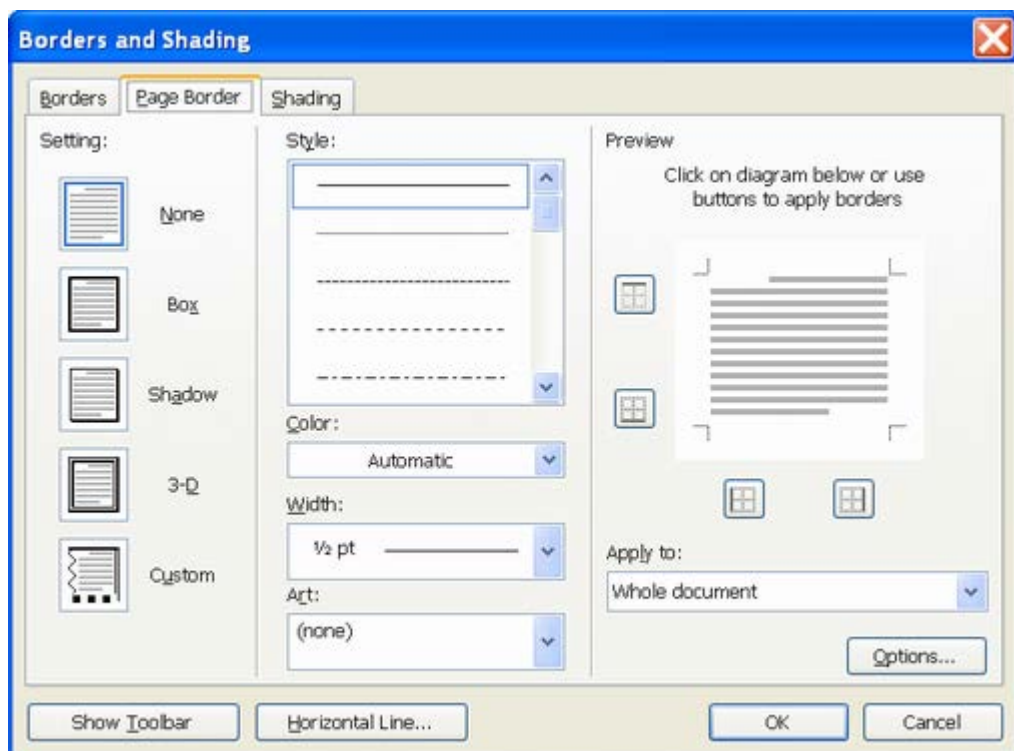 Borders and Shading
Borders
Page Border
Shading
Setting:
None
Box
Shadow
3-D
Custom
Style:
Color:
Automatic
Width:
½ pt
Art:
(none)
Preview
Click on diagram below or use
buttons to apply borders
Apply to:
Whole document
Options...
Show Toolbar
Horizontal Line...
OK
Cancel